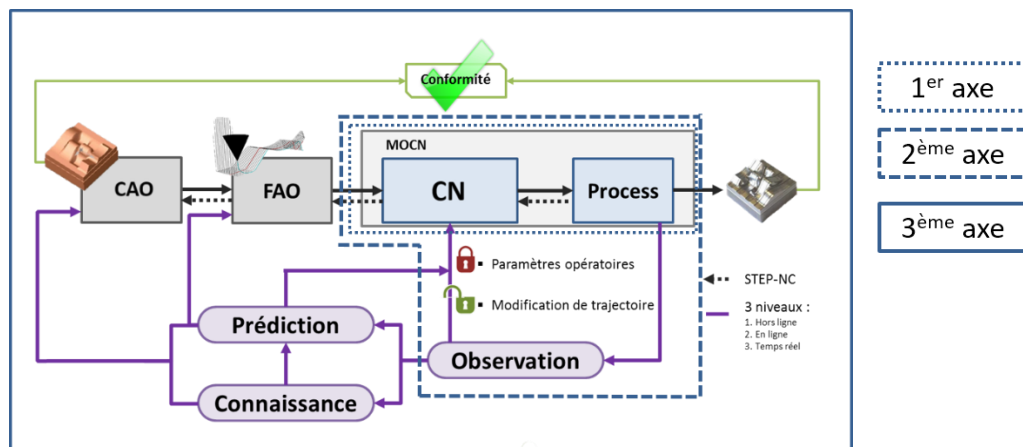 Conformité
MOCN
CAO
FAO
CN
Process
▪ Paramètres opératoires
▪ Modification de trajectoire
STEP-NC
3 niveaux :
1. Hors ligne
2. En ligne
3. Temps réel
Prédiction
Observation
Connaissance
1er axe
2ème axe
3ème axe